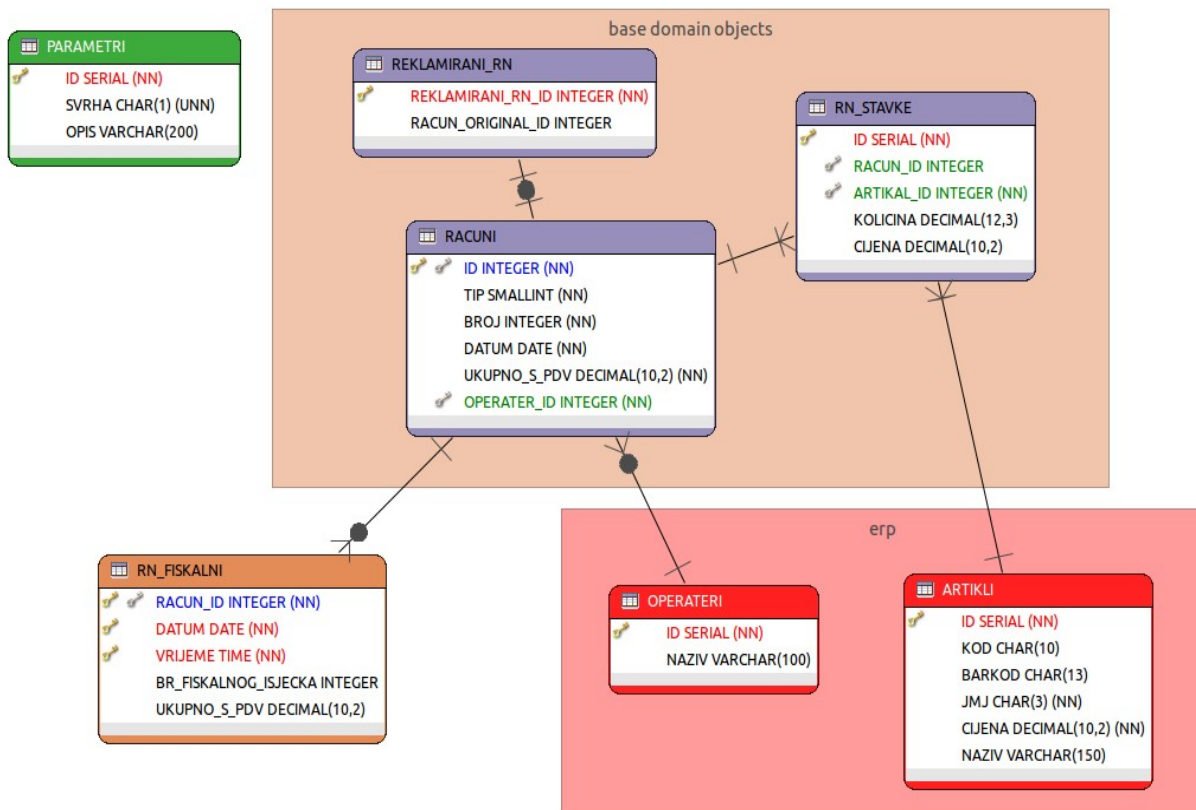 base domain objects
PARAMETRI
ID SERIAL (NN)
SVRHA CHAR(1) (UNN)
OPIS VARCHAR(200)
REKLAMIRANI_RN
REKLAMIRANI_RN_ID INTEGER (NN)
RACUN_ORIGINAL_ID INTEGER
RN_STAVKE
ID SERIAL (NN)
RACUN_ID INTEGER
ARTIKAL_ID INTEGER (NN)
KOLICINA DECIMAL(12,3)
CIJENA DECIMAL(10,2)
RACUNI
ID INTEGER (NN)
TIP SMALLINT (NN)
BROJ INTEGER (NN)
DATUM DATE (NN)
UKUPNO_S_PDV DECIMAL(10,2) (NN)
OPERATER_ID INTEGER (NN)
RN_FISKALNI
RACUN_ID INTEGER (NN)
DATUM DATE (NN)
VRIJEME TIME (NN)
BR_FISKALNOG_ISJECKA INTEGER
UKUPNO_S_PDV DECIMAL(10,2)
erp
OPERATERI
ID SERIAL (NN)
NAZIV VARCHAR(100)
ARTIKLI
ID SERIAL (NN)
KOD CHAR(10)
BARKOD CHAR(13)
JMJ CHAR(3) (NN)
CIJENA DECIMAL(10,2) (NN)
NAZIV VARCHAR(150)